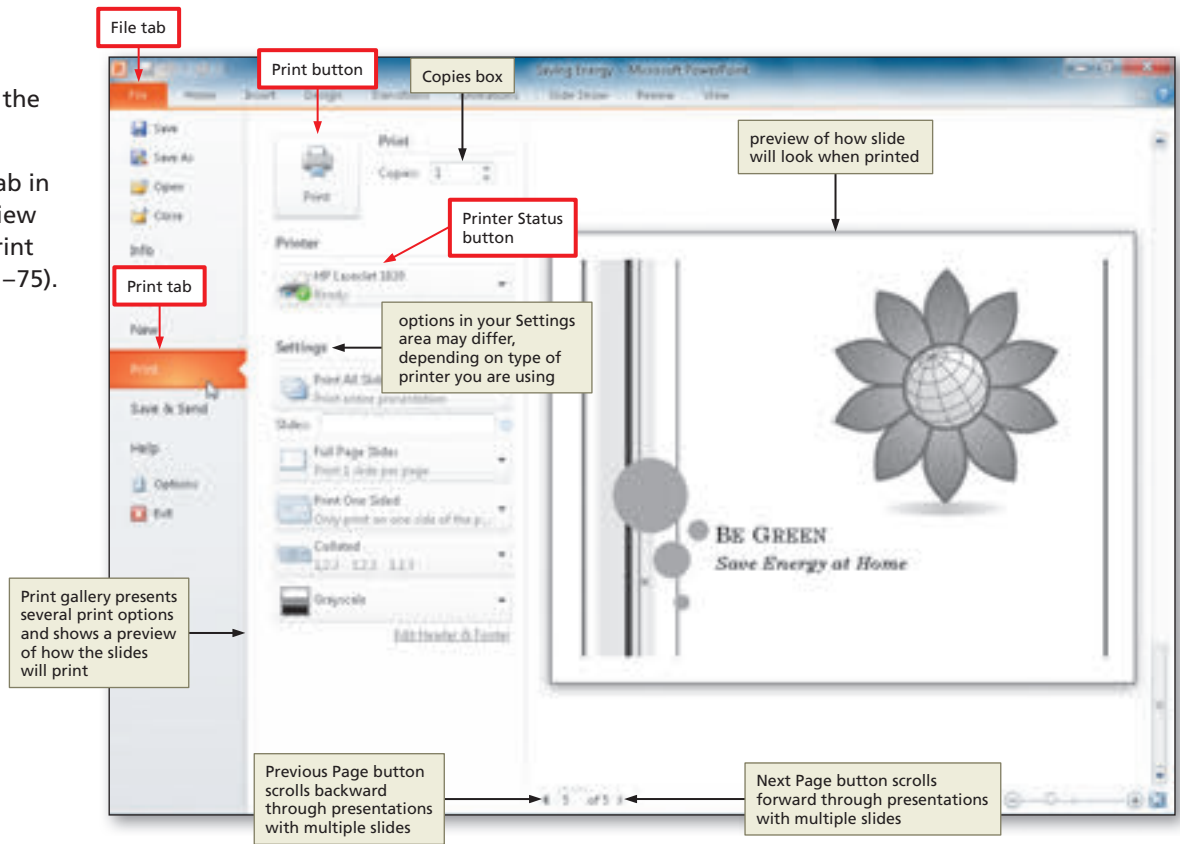 the
ab in
iew
rint
–75).
File tab
Print button
Copies box
Saving Energy - Microsoft PowerPoint
File Home Insert Design Transitions Animations Slide Show Review View
preview of how slide
will look when printed
Save
Save As
Open
Close
Info
Print tab
New
Print
Save & Send
Help
Options
Exit
Print
Copies: 1
Print
Printer Status
button
Printer
HP LaserJet
Ready
options in your Settings
area may differ,
depending on type of
printer you are using
Settings
Print All
Print entire presentation
Slides:
Full Page Slides
Print 1 slide per page
Print One Sided
Only print on one side of the p...
Collated
1,2,3 1,2,3 1,2,3
Grayscale
Edit Header & Footer
BE GREEN
Save Energy at Home
Print gallery presents
several print options
and shows a preview
of how the slides
will print
Previous Page button
scrolls backward
through presentations
with multiple slides
5 of 5
Next Page button scrolls
forward through presentations
with multiple slides